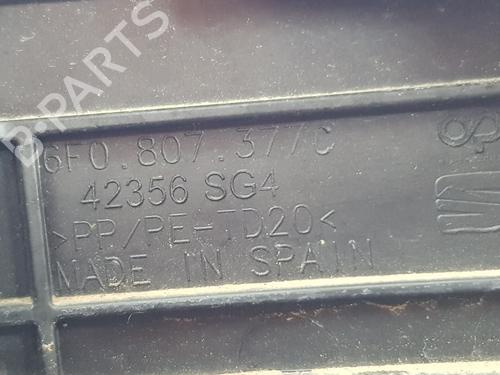 B-PARTS
6F0.807.377C
42356 SG4
>PP/PE-TD20<
MADE IN SPAIN